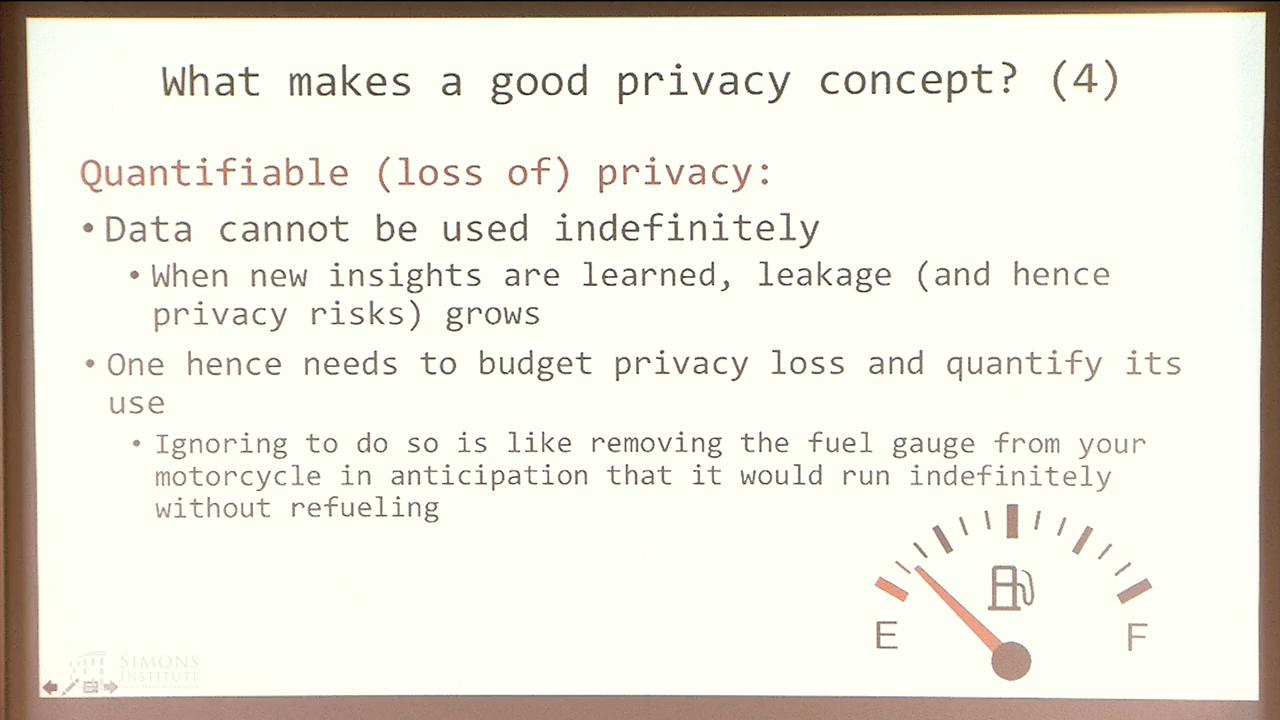 What makes a good privacy concept? (4)
Quantifiable (loss of) privacy:
• Data cannot be used indefinitely
• When new insights are learned, leakage (and hence
privacy risks) grows
• One hence needs to budget privacy loss and quantify its
use
• Ignoring to do so is like removing the fuel gauge from your
motorcycle in anticipation that it would run indefinitely
without refueling
E
F
SIMONS
INSTITUTE